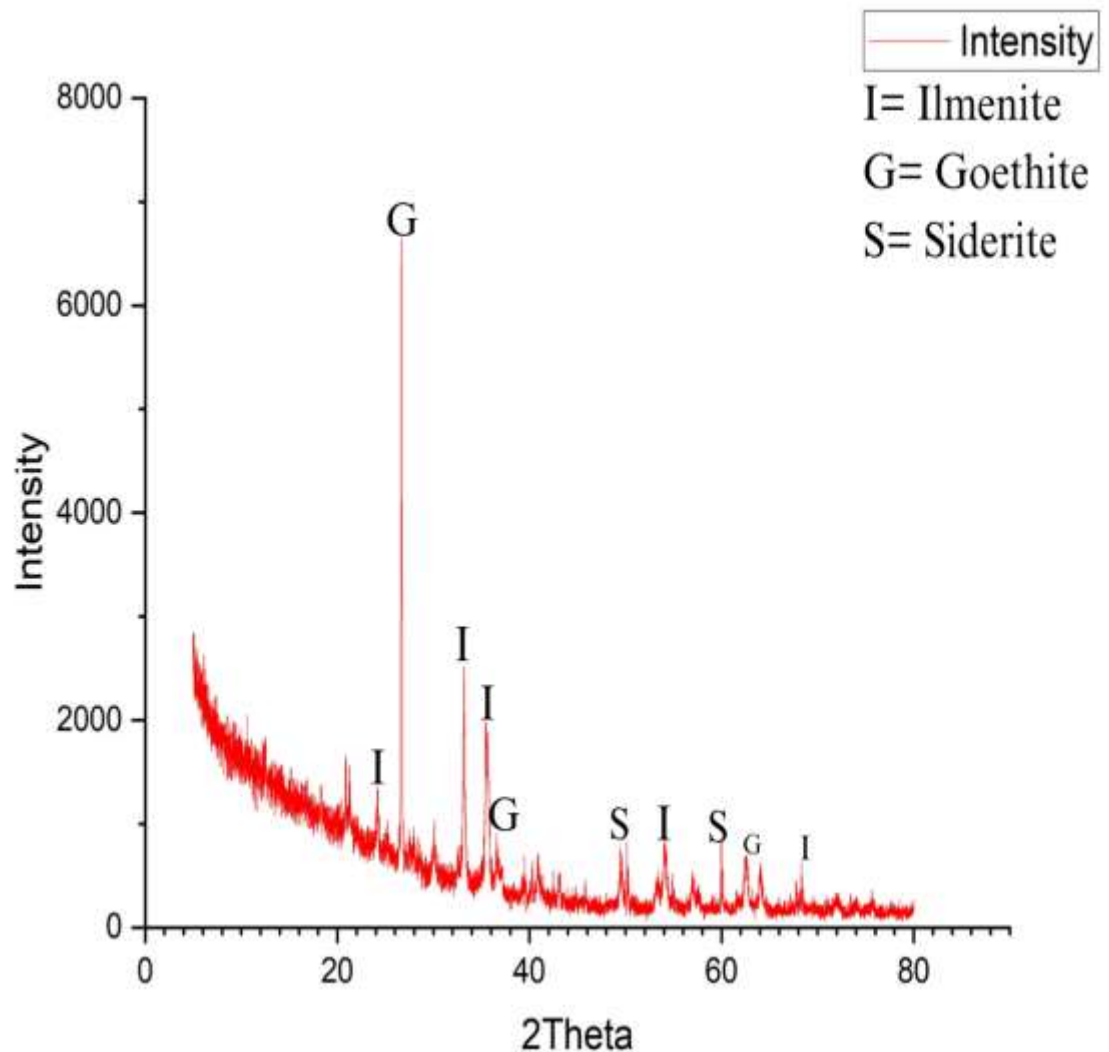 Intensity
I= Ilmenite
G= Goethite
S= Siderite
8000
6000
4000
2000
0
Intensity
G
I
I
I
G
S
I
S
G
I
0
20
40
60
80
2Theta